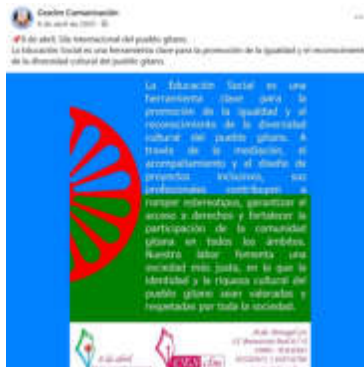 8 de abril de 2025
8 de abril, Día internacional del pueblo gitano.
La Educación Social es una herramienta clave para la promoción de la igualdad y el reconocimiento
de la diversidad cultural del pueblo gitano.
La Educación Social es una
herramienta clave para la
promoción de la igualdad y el
reconocimiento de la diversidad
cultural del pueblo gitano. A
través de la mediación, el
acompañamiento y el diseño de
proyectos inclusivos, sus
profesionales contribuyen a
romper estereotipos, garantizar el
acceso a derechos y fortalecer la
participación de la comunidad
gitana en todos los ámbitos.
Nuestra labor fomenta una
sociedad más justa, en la que la
identidad y la riqueza cultural del
pueblo gitano sean valoradas y
respetadas por toda la sociedad.
8 de abril